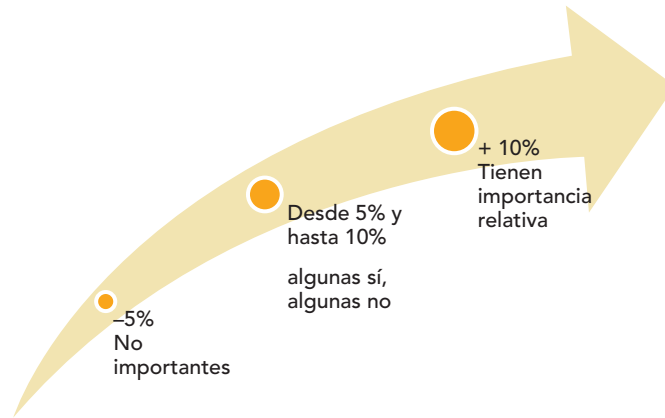 + 10%
Tienen
importancia
relativa
Desde 5% y
hasta 10%
algunas sí,
algunas no
–5%
No
importantes